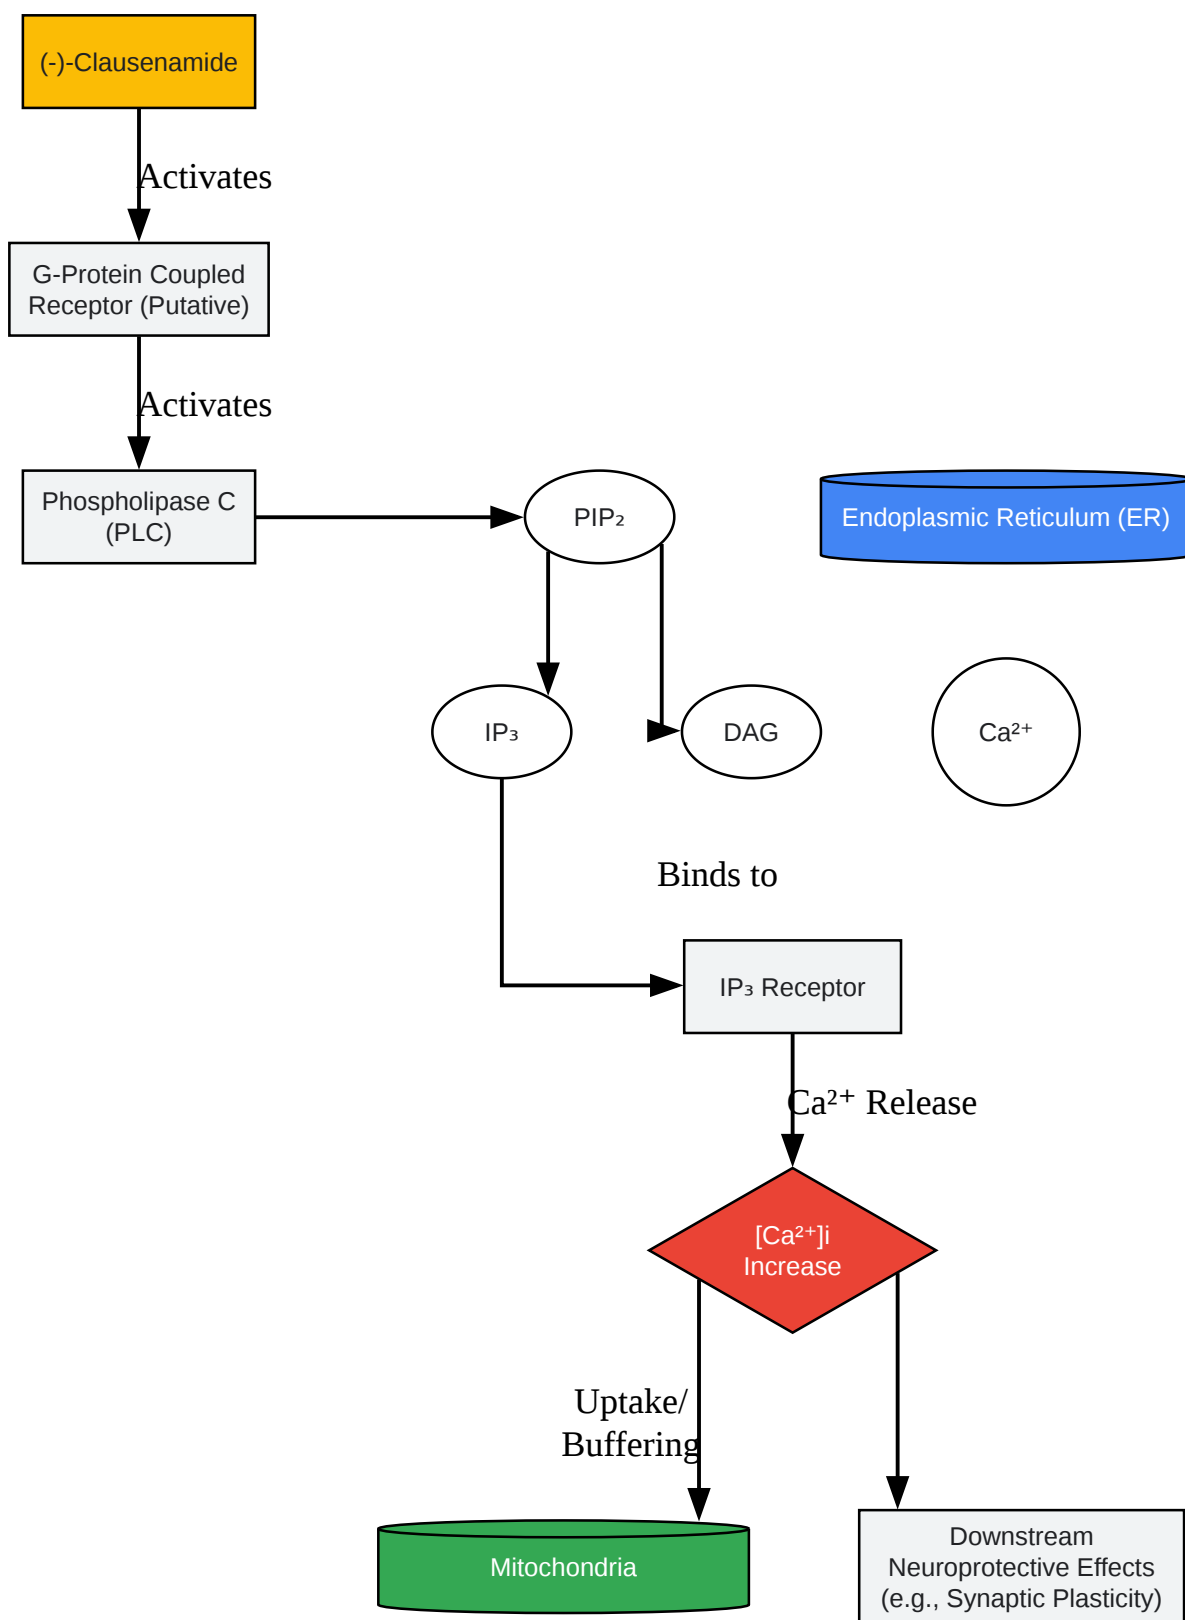 (-)-Clausenamide
Activates
G-Protein Coupled
Receptor (Putative)
Activates
Phospholipase C
(PLC)
PIP₂
Endoplasmic Reticulum (ER)
IP₃
DAG
Ca²⁺
Binds to
IP₃ Receptor
Ca²⁺ Release
[Ca²⁺]i
Increase
Uptake/
Buffering
Mitochondria
Downstream
Neuroprotective Effects
(e.g., Synaptic Plasticity)